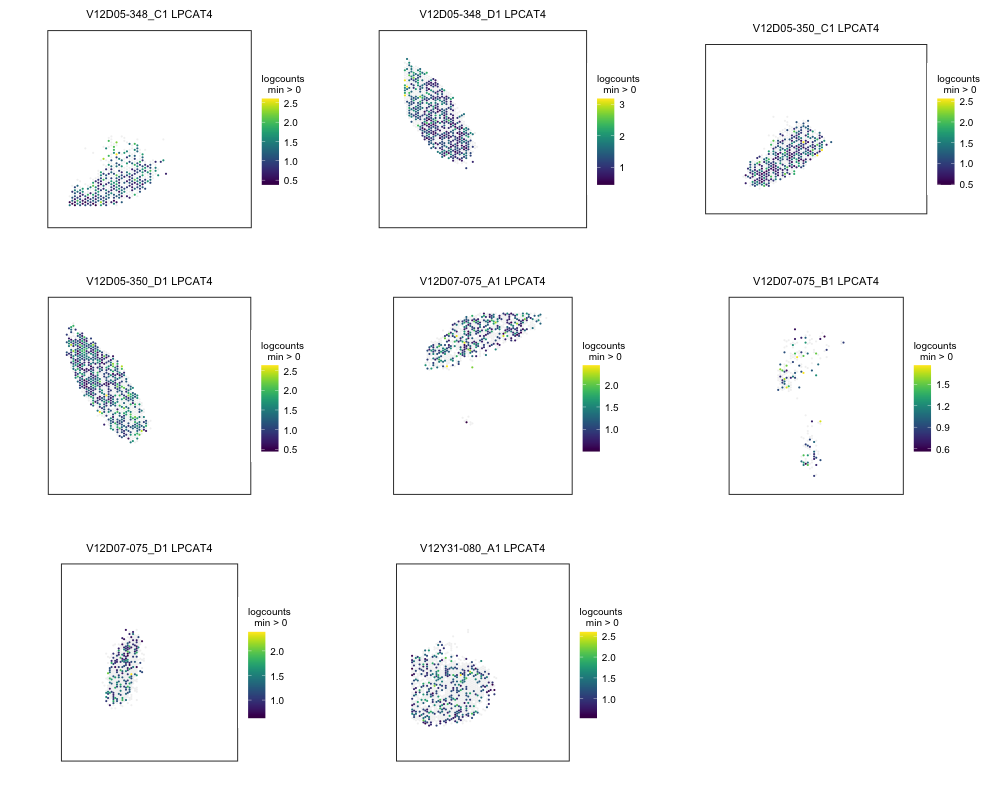 V12D05-348_C1 LPCAT4
logcounts
min > 0
2.5
2.0
1.5
1.0
0.5
V12D05-348_D1 LPCAT4
logcounts
min > 0
3
2
1
V12D05-350_C1 LPCAT4
logcounts
min > 0
2.5
2.0
1.5
1.0
0.5
V12D05-350_D1 LPCAT4
logcounts
min > 0
2.5
2.0
1.5
1.0
0.5
V12D07-075_A1 LPCAT4
logcounts
min > 0
2.0
1.5
1.0
V12D07-075_B1 LPCAT4
logcounts
min > 0
1.5
1.2
0.9
0.6
V12D07-075_D1 LPCAT4
logcounts
min > 0
2.0
1.5
1.0
V12Y31-080_A1 LPCAT4
logcounts
min > 0
2.5
2.0
1.5
1.0